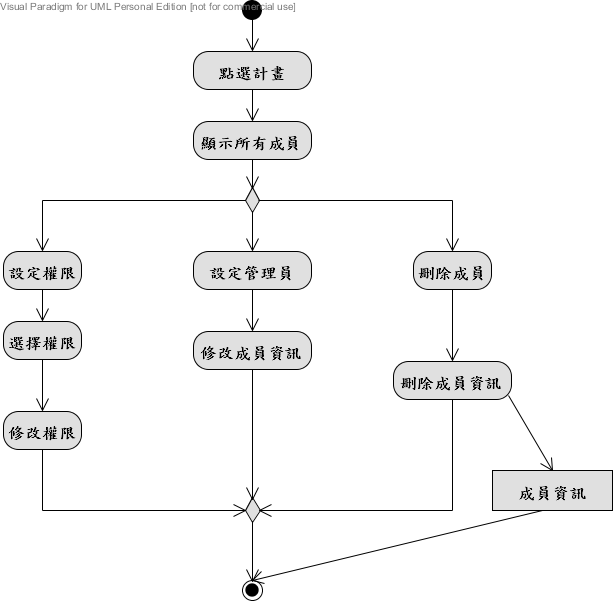 Visual Paradigm for UML Personal Edition [not for commercial use]
點選計畫
顯示所有成員
設定權限
設定管理員
刪除成員
選擇權限
修改成員資訊
刪除成員資訊
修改權限
成員資訊